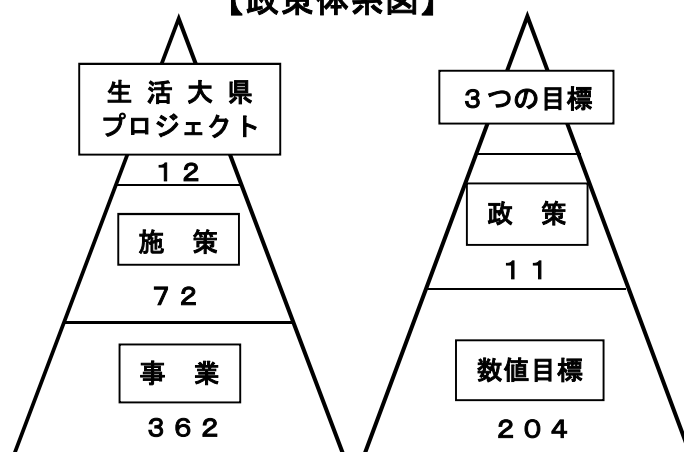 【政策体系図】
生活大県
プロジェクト
12
施策
72
事業
362
3つの目標
政策
11
数値目標
204